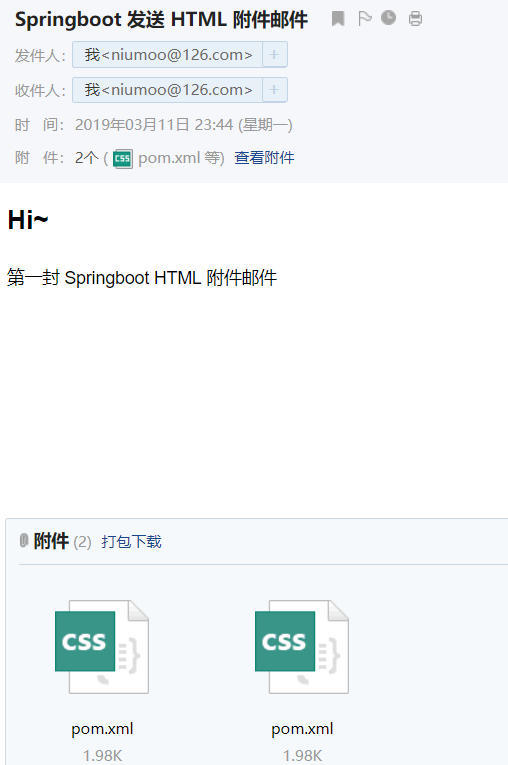 Springboot 发送 HTML 附件邮件
发件人： 我<niumoo@126.com> +
收件人： 我<niumoo@126.com> +
时 间： 2019年03月11日 23:44 (星期一)
附 件： 2个 ( CSS pom.xml 等) 查看附件
Hi~
第一封 Springboot HTML 附件邮件
附件 (2) 打包下载
CSS CSS
pom.xml pom.xml
1.98K 1.98K